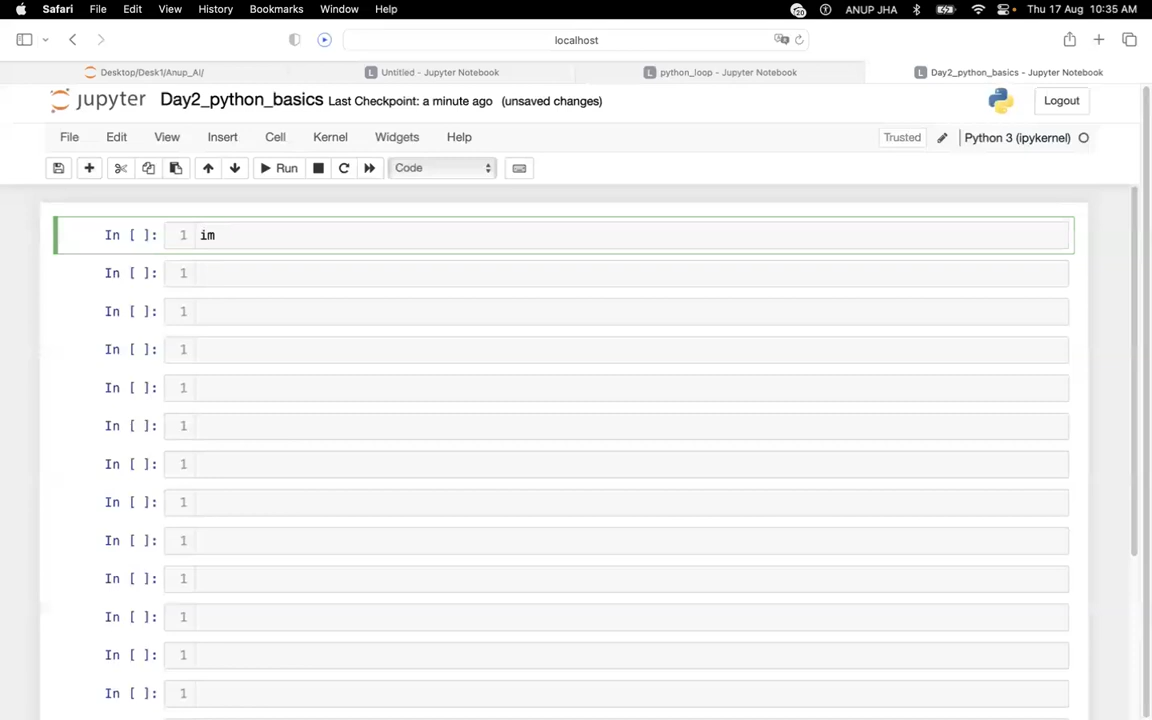 Safari File Edit View History Bookmarks Window Help 20 ANUP JHA Thu 17 Aug 10:35 AM
localhost
Desktop/Desk1/Anup_AI/ L Untitled - Jupyter Notebook L python_loop - Jupyter Notebook L Day2_python_basics - Jupyter Notebook
jupyter Day2_python_basics Last Checkpoint: a minute ago (unsaved changes) Logout
File Edit View Insert Cell Kernel Widgets Help Trusted Python 3 (ipykernel)
Run Code
In [ ]: 1 im
In [ ]: 1
In [ ]: 1
In [ ]: 1
In [ ]: 1
In [ ]: 1
In [ ]: 1
In [ ]: 1
In [ ]: 1
In [ ]: 1
In [ ]: 1
In [ ]: 1
In [ ]: 1